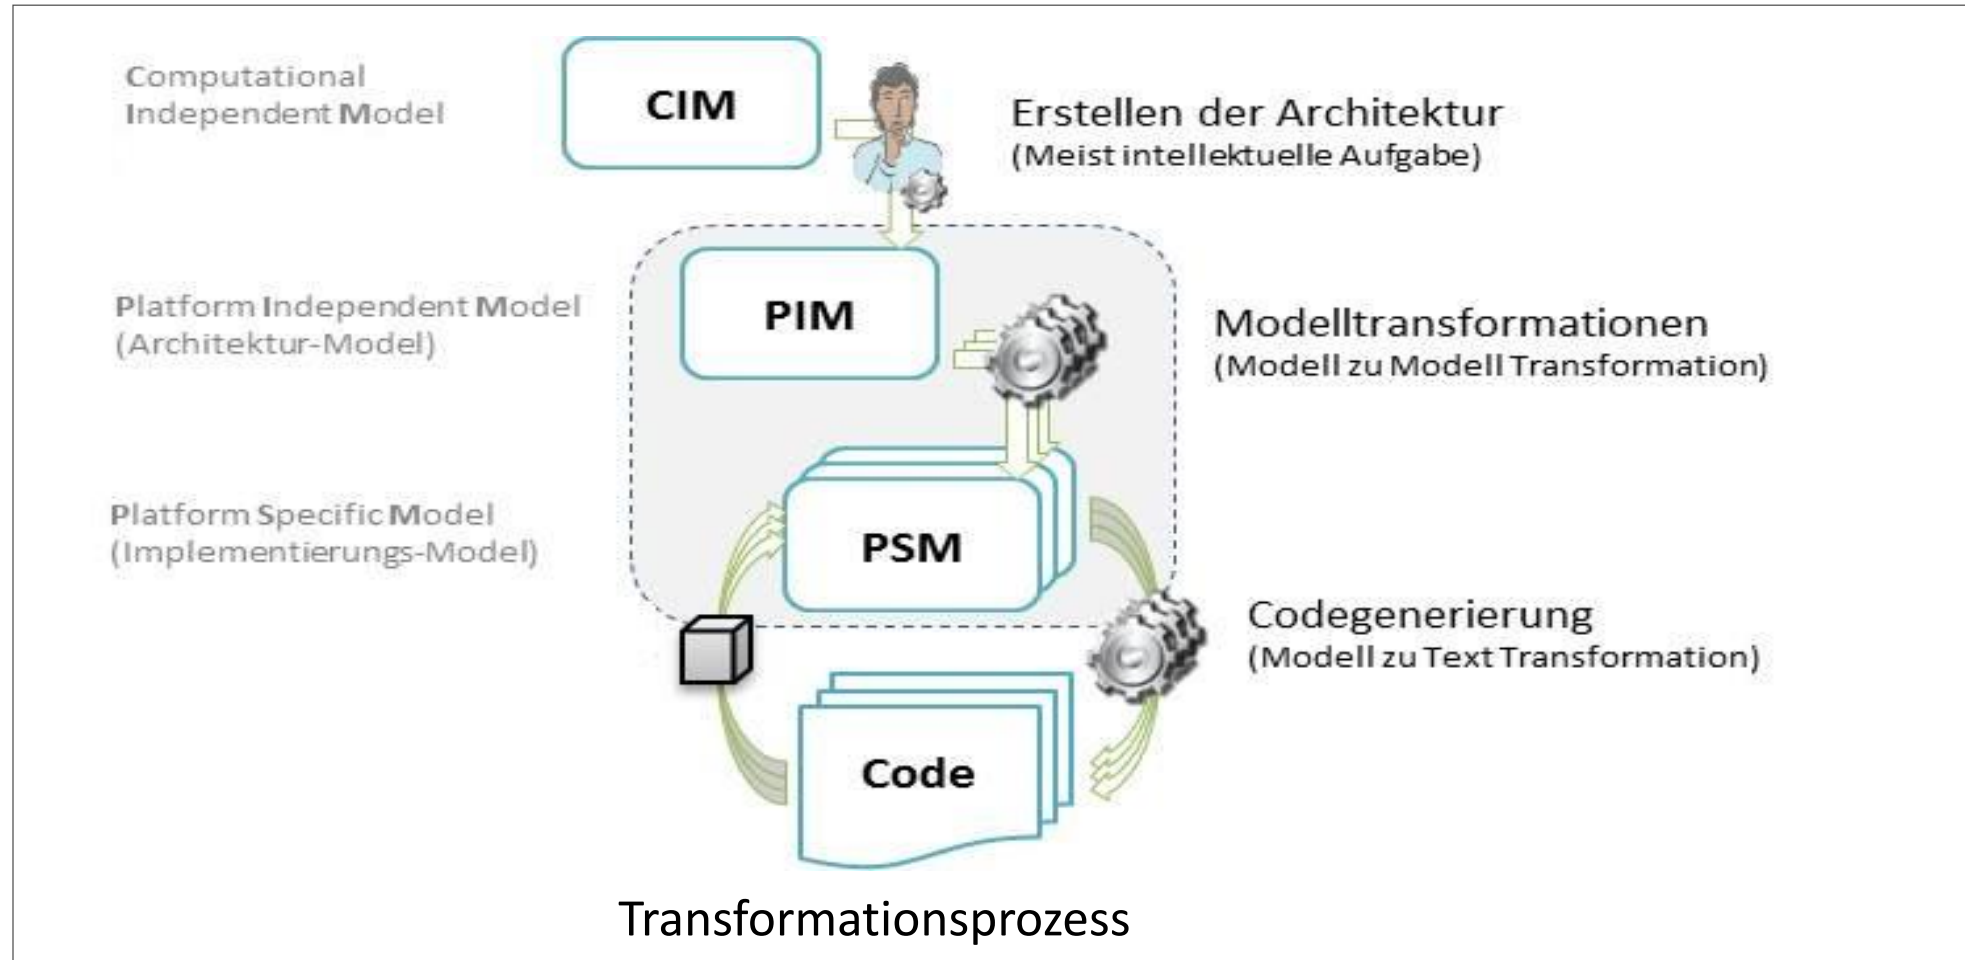 Computational
Independent Model
CIM
Erstellen der Architektur
(Meist intellektuelle Aufgabe)
Platform Independent Model
(Architektur-Model)
PIM
Modelltransformationen
(Modell zu Modell Transformation)
Platform Specific Model
(Implementierungs-Model)
PSM
Codegenerierung
(Modell zu Text Transformation)
Code
Transformationsprozess